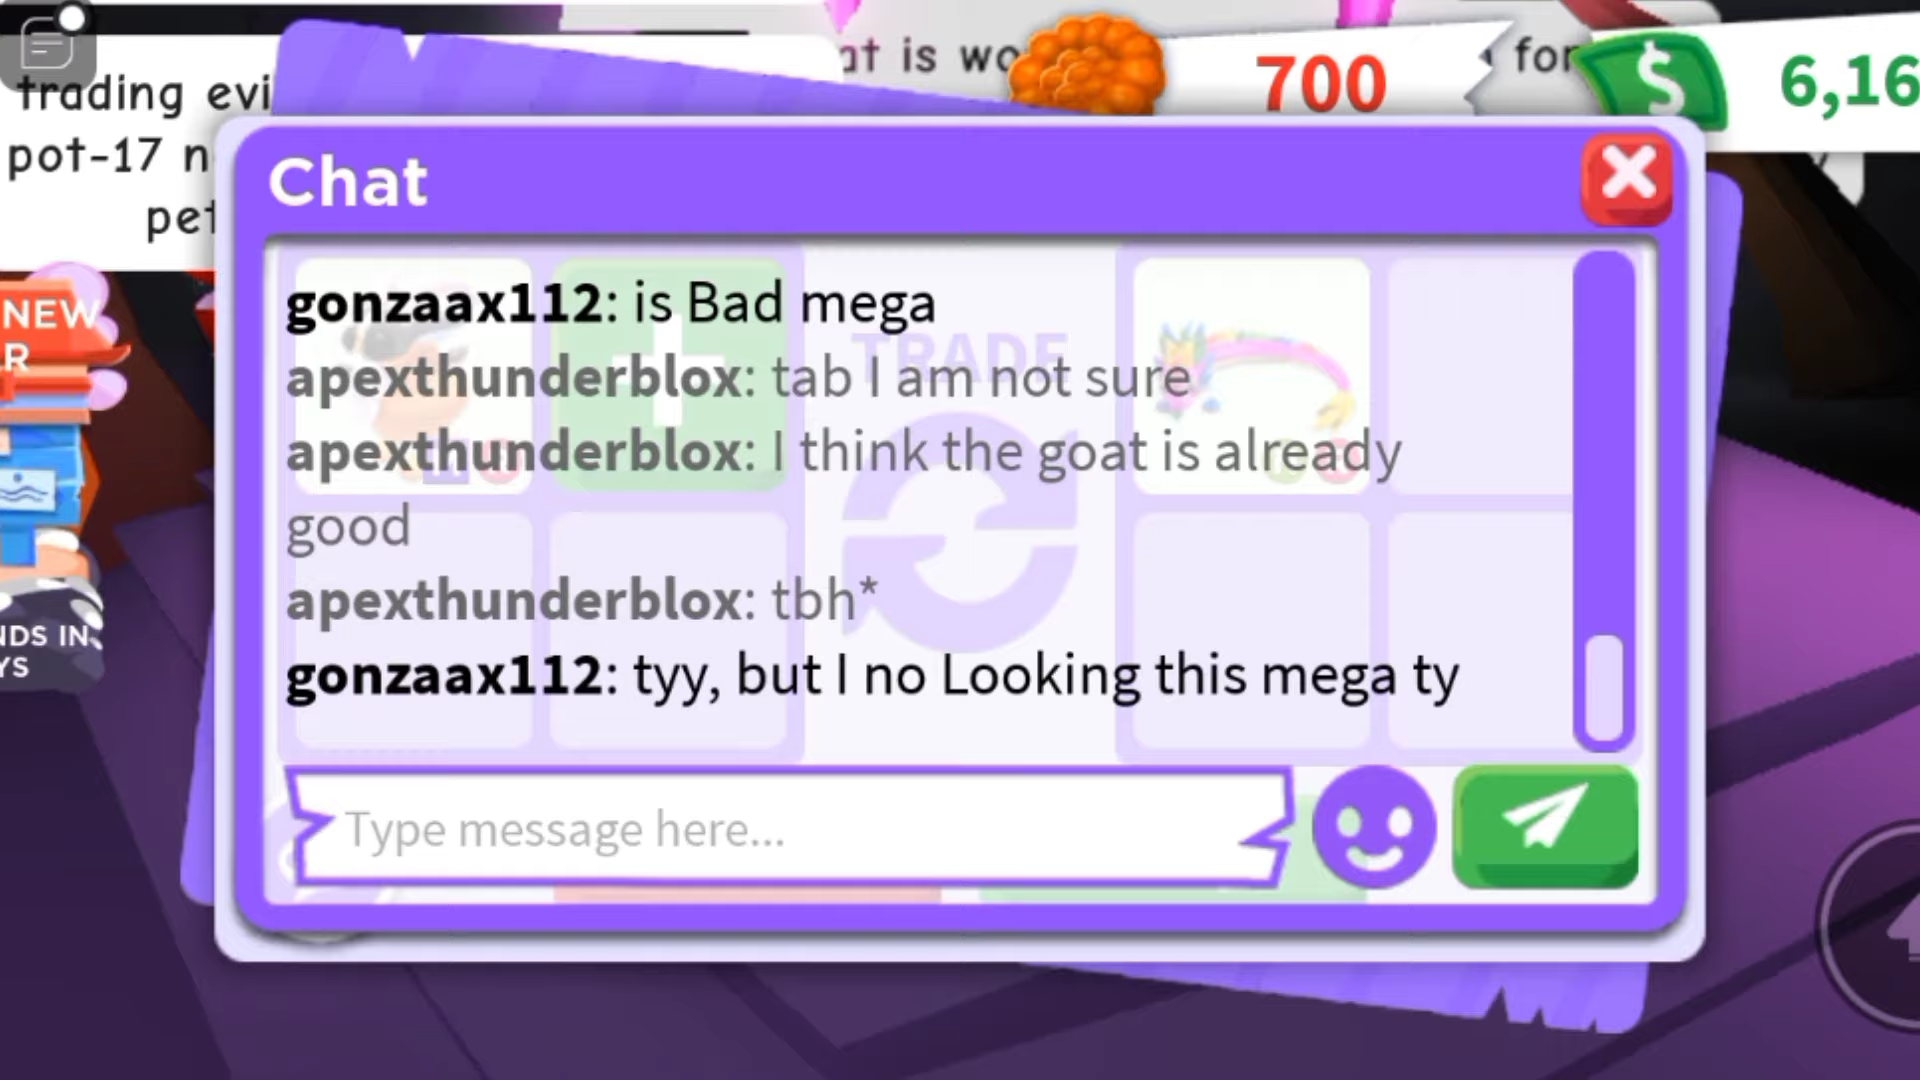 at is wo
for
700
6,16
trading evi
pot-17 n
pet
Chat
NEW
R
gonzaax112: is Bad mega
TRADE
apexthunderblox: tab I am not sure
apexthunderblox: I think the goat is already
good
apexthunderblox: tbh*
gonzaax112: tyy, but I no Looking this mega ty
NDS IN
YS
Type message here...